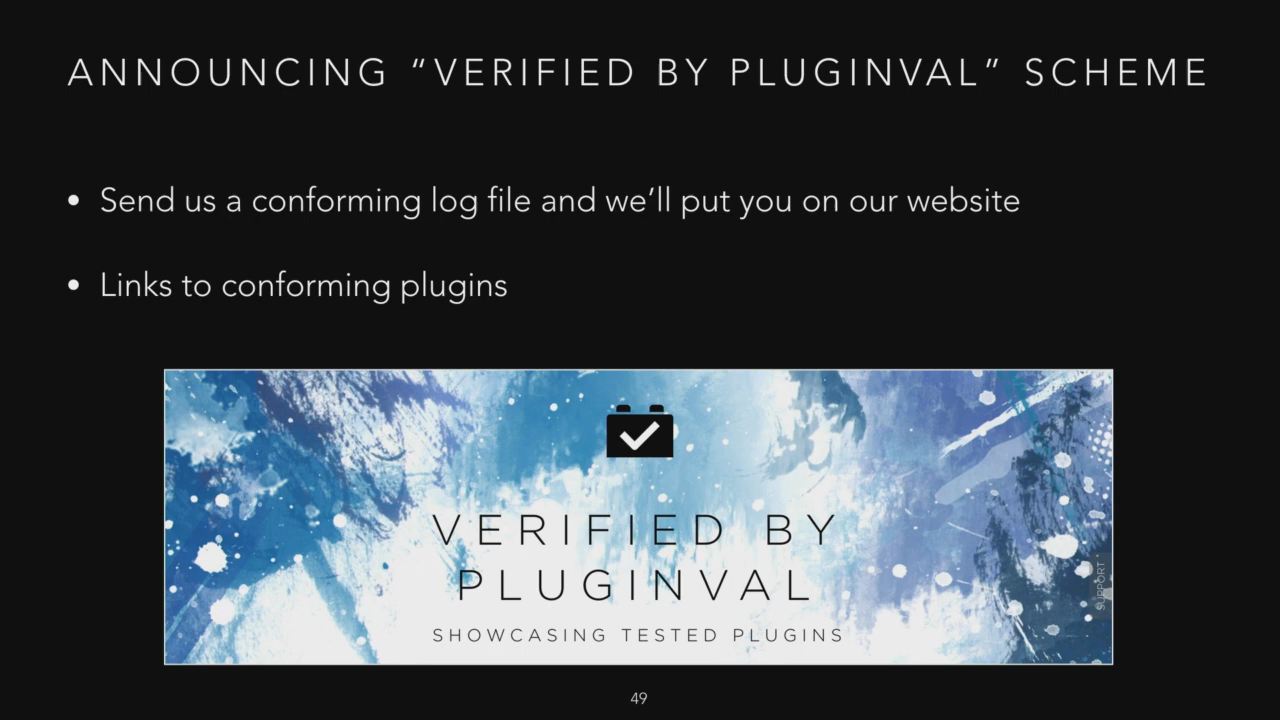 ANNOUNCING “VERIFIED BY PLUGINVAL” SCHEME
• Send us a conforming log file and we’ll put you on our website
• Links to conforming plugins
VERIFIED BY
PLUGINVAL
SHOWCASING TESTED PLUGINS
SUPPORT
49